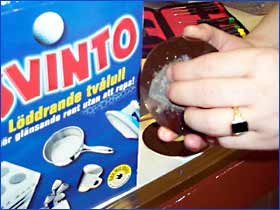 SVINTO
Löddrande tvålull
för glänsande rent utan att repa!